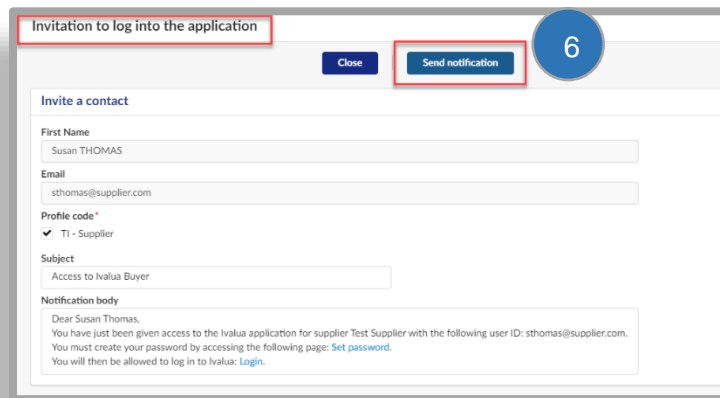 Invitation to log into the application
Close
Send notification
6
Invite a contact
First Name
Susan THOMAS
Email
sthomas@supplier.com
Profile code*
TI - Supplier
Subject
Access to Ivalua Buyer
Notification body
Dear Susan Thomas,
You have just been given access to the Ivalua application for supplier Test Supplier with the following user ID: sthomas@supplier.com.
You must create your password by accessing the following page: Set password.
You will then be allowed to log in to Ivalua: Login.